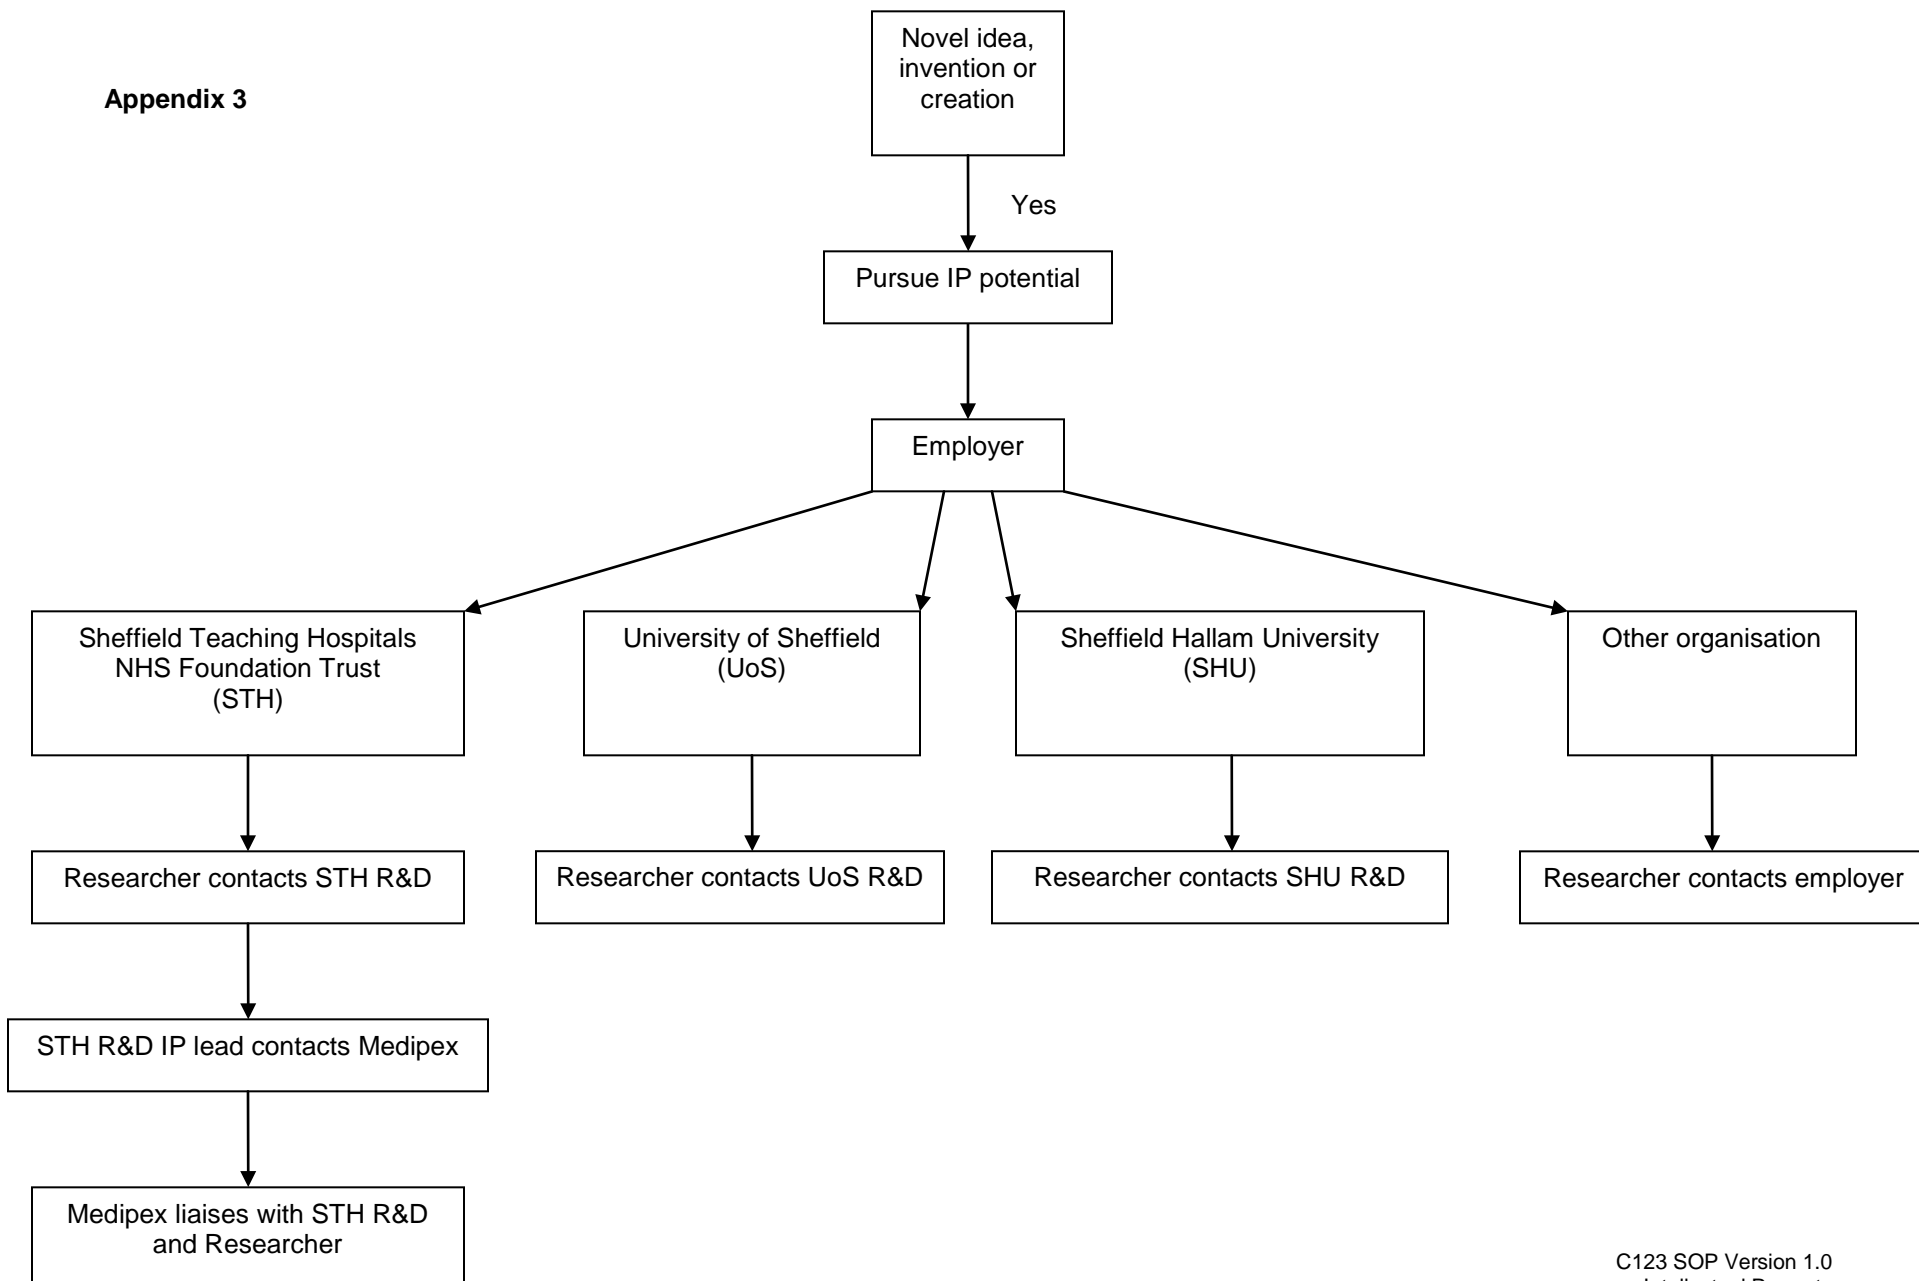 Appendix 3
Novel idea,
invention or
creation
Yes
Pursue IP potential
Employer
Sheffield Teaching Hospitals
NHS Foundation Trust
(STH)
University of Sheffield
(UoS)
Sheffield Hallam University
(SHU)
Other organisation
Researcher contacts STH R&D
Researcher contacts UoS R&D
Researcher contacts SHU R&D
Researcher contacts employer
STH R&D IP lead contacts Medipex
Medipex liaises with STH R&D
and Researcher
C123 SOP Version 1.0